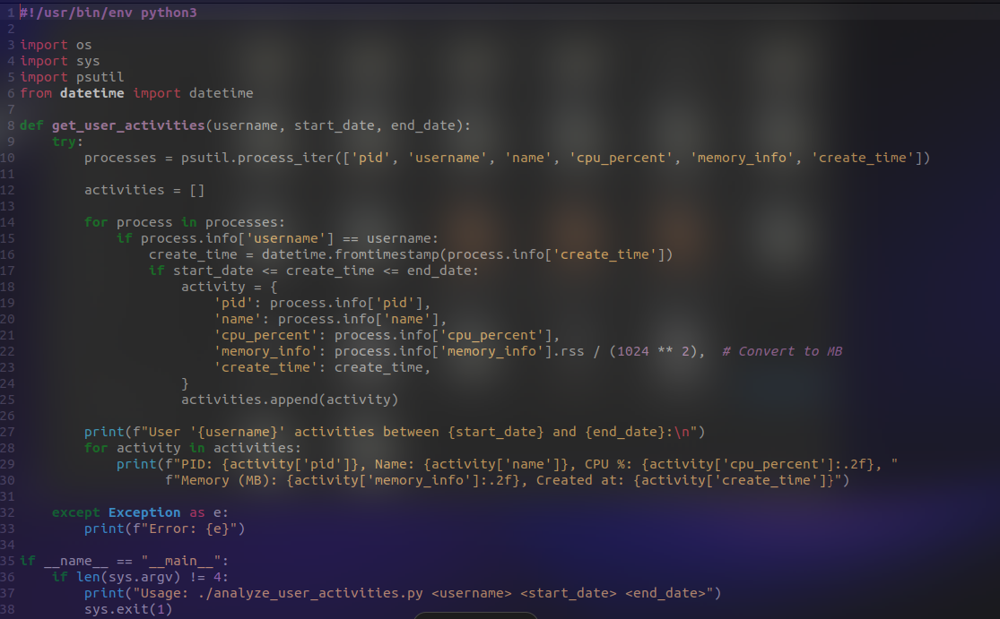 1 #!/usr/bin/env python3
2
3 import os
4 import sys
5 import psutil
6 from datetime import datetime
7
8 def get_user_activities(username, start_date, end_date):
9     try:
10         processes = psutil.process_iter(['pid', 'username', 'name', 'cpu_percent', 'memory_info', 'create_time'])
11
12         activities = []
13
14         for process in processes:
15             if process.info['username'] == username:
16                 create_time = datetime.fromtimestamp(process.info['create_time'])
17                 if start_date <= create_time <= end_date:
18                     activity = {
19                         'pid': process.info['pid'],
20                         'name': process.info['name'],
21                         'cpu_percent': process.info['cpu_percent'],
22                         'memory_info': process.info['memory_info'].rss / (1024 ** 2),  # Convert to MB
23                         'create_time': create_time,
24                     }
25                     activities.append(activity)
26
27         print(f"User '{username}' activities between {start_date} and {end_date}:\n")
28         for activity in activities:
29             print(f"PID: {activity['pid']}, Name: {activity['name']}, CPU %: {activity['cpu_percent']:.2f}, "
30                   f"Memory (MB): {activity['memory_info']:.2f}, Created at: {activity['create_time']}")
31
32     except Exception as e:
33         print(f"Error: {e}")
34
35 if __name__ == "__main__":
36     if len(sys.argv) != 4:
37         print("Usage: ./analyze_user_activities.py <username> <start_date> <end_date>")
38         sys.exit(1)